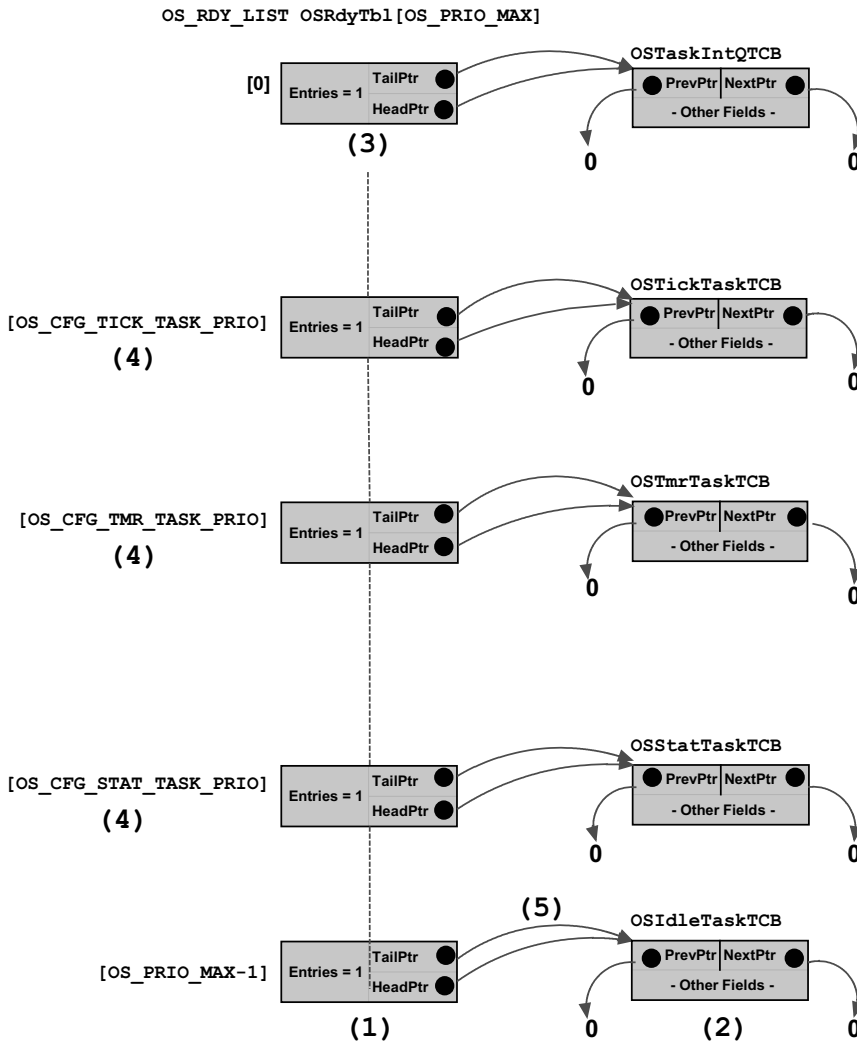 OS_RDY_LIST OSRdyTbl[OS_PRIO_MAX]
OSTaskIntQTCB
[0]
Entries = 1
TailPtr
HeadPtr
PrevPtr
NextPtr
- Other Fields -
(3)
0
0
OSTickTaskTCB
[OS_CFG_TICK_TASK_PRIO]
(4)
Entries = 1
TailPtr
HeadPtr
PrevPtr
NextPtr
- Other Fields -
0
0
OSTmrTaskTCB
[OS_CFG_TMR_TASK_PRIO]
(4)
Entries = 1
TailPtr
HeadPtr
PrevPtr
NextPtr
- Other Fields -
0
0
OSStatTaskTCB
[OS_CFG_STAT_TASK_PRIO]
(4)
Entries = 1
TailPtr
HeadPtr
PrevPtr
NextPtr
- Other Fields -
0
0
(5)
OSIdleTaskTCB
[OS_PRIO_MAX-1]
Entries = 1
TailPtr
HeadPtr
PrevPtr
NextPtr
- Other Fields -
(1)
0
(2)
0